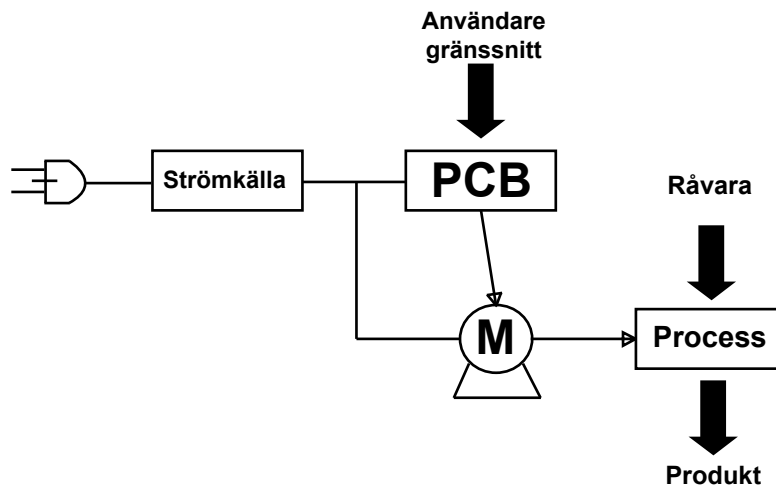 Användare
gränssnitt
Strömkälla
PCB
Råvara
M
Process
Produkt